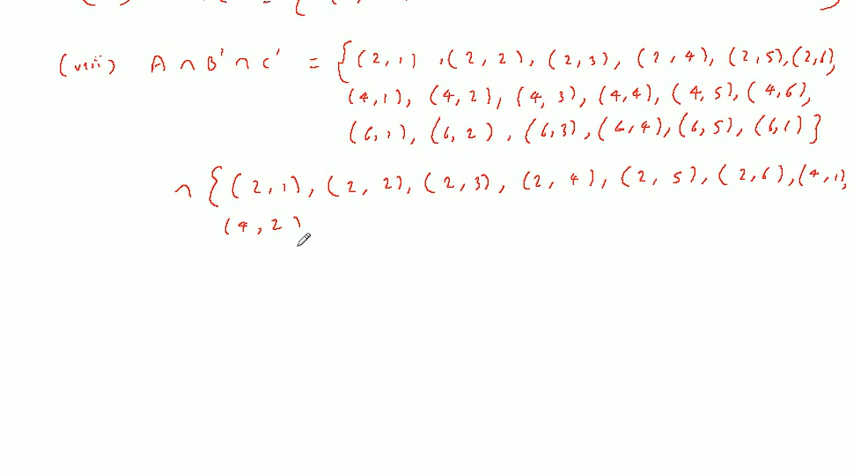 (viii) A ∩ B' ∩ C' = {(2,1), (2,2), (2,3), (2,4), (2,5), (2,6),
(4,1), (4,2), (4,3), (4,4), (4,5), (4,6),
(6,1), (6,2), (6,3), (6,4), (6,5), (6,6)}
∩ {(2,1), (2,2), (2,3), (2,4), (2,5), (2,6), (4,1),
(4,2)